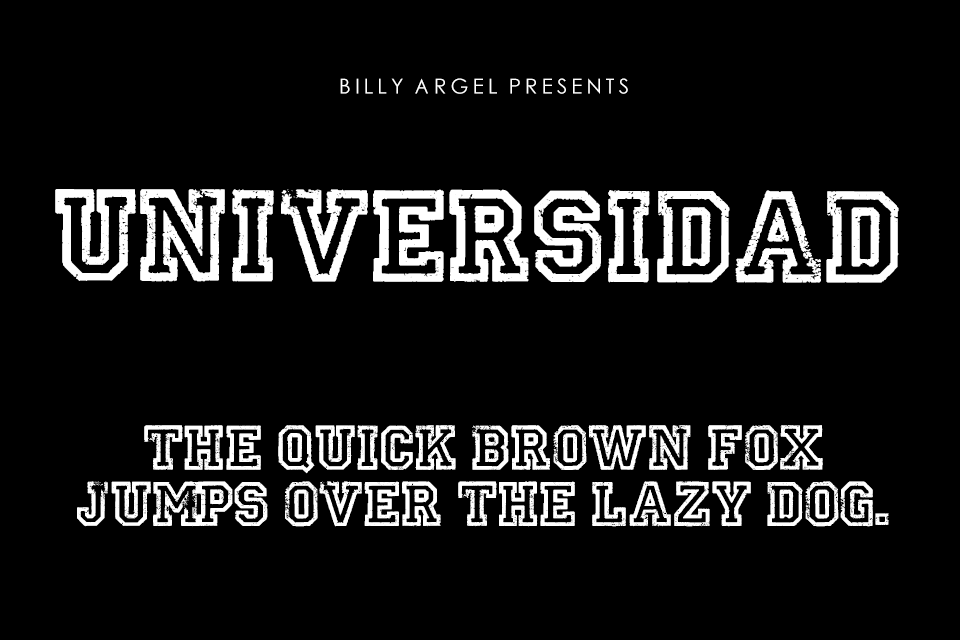 BILLY ARGEL PRESENTS
UNIVERSIDAD
THE QUICK BROWN FOX
JUMPS OVER THE LAZY DOG.